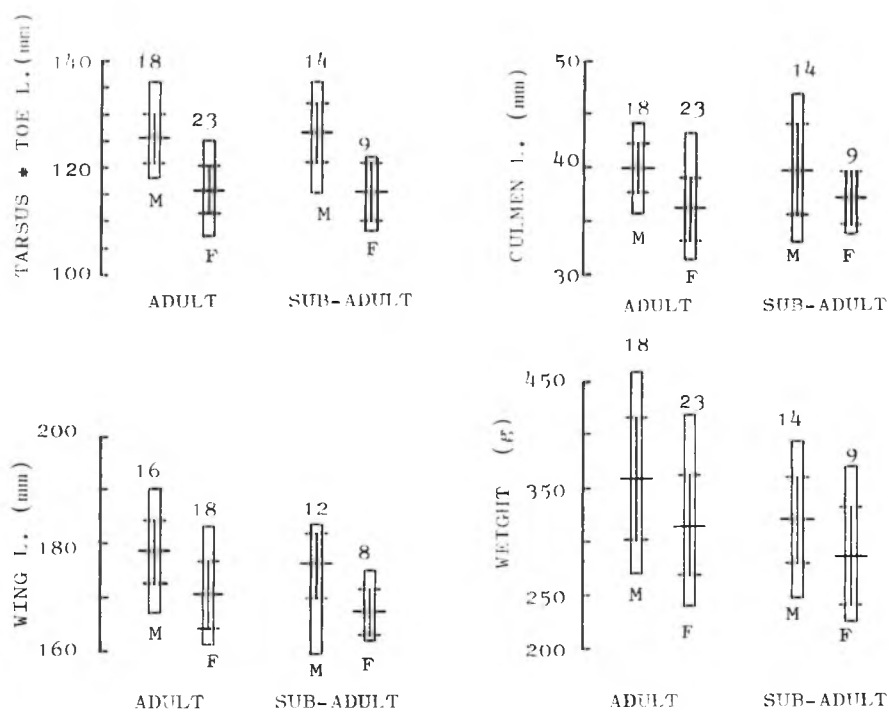 TARSUS * TOE L. (mm)
140
120
100
18
M
23
F
14
M
9
F
ADULT
SUB-ADULT
CULMEN L. (mm)
50
40
30
18
M
23
F
14
M
9
F
ADULT
SUB-ADULT
WING L. (mm)
200
180
160
16
M
18
F
12
M
8
F
ADULT
SUB-ADULT
WEIGHT (g)
450
350
250
200
18
M
23
F
14
M
9
F
ADULT
SUB-ADULT